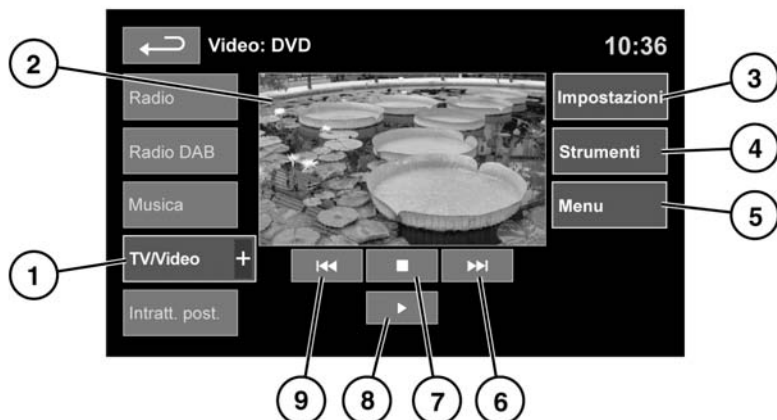 Video: DVD
10:36
Radio
Radio DAB
Musica
TV/Video +
Intratt. post.
Impostazioni
Strumenti
Menu
1
2
3
4
5
6
7
8
9